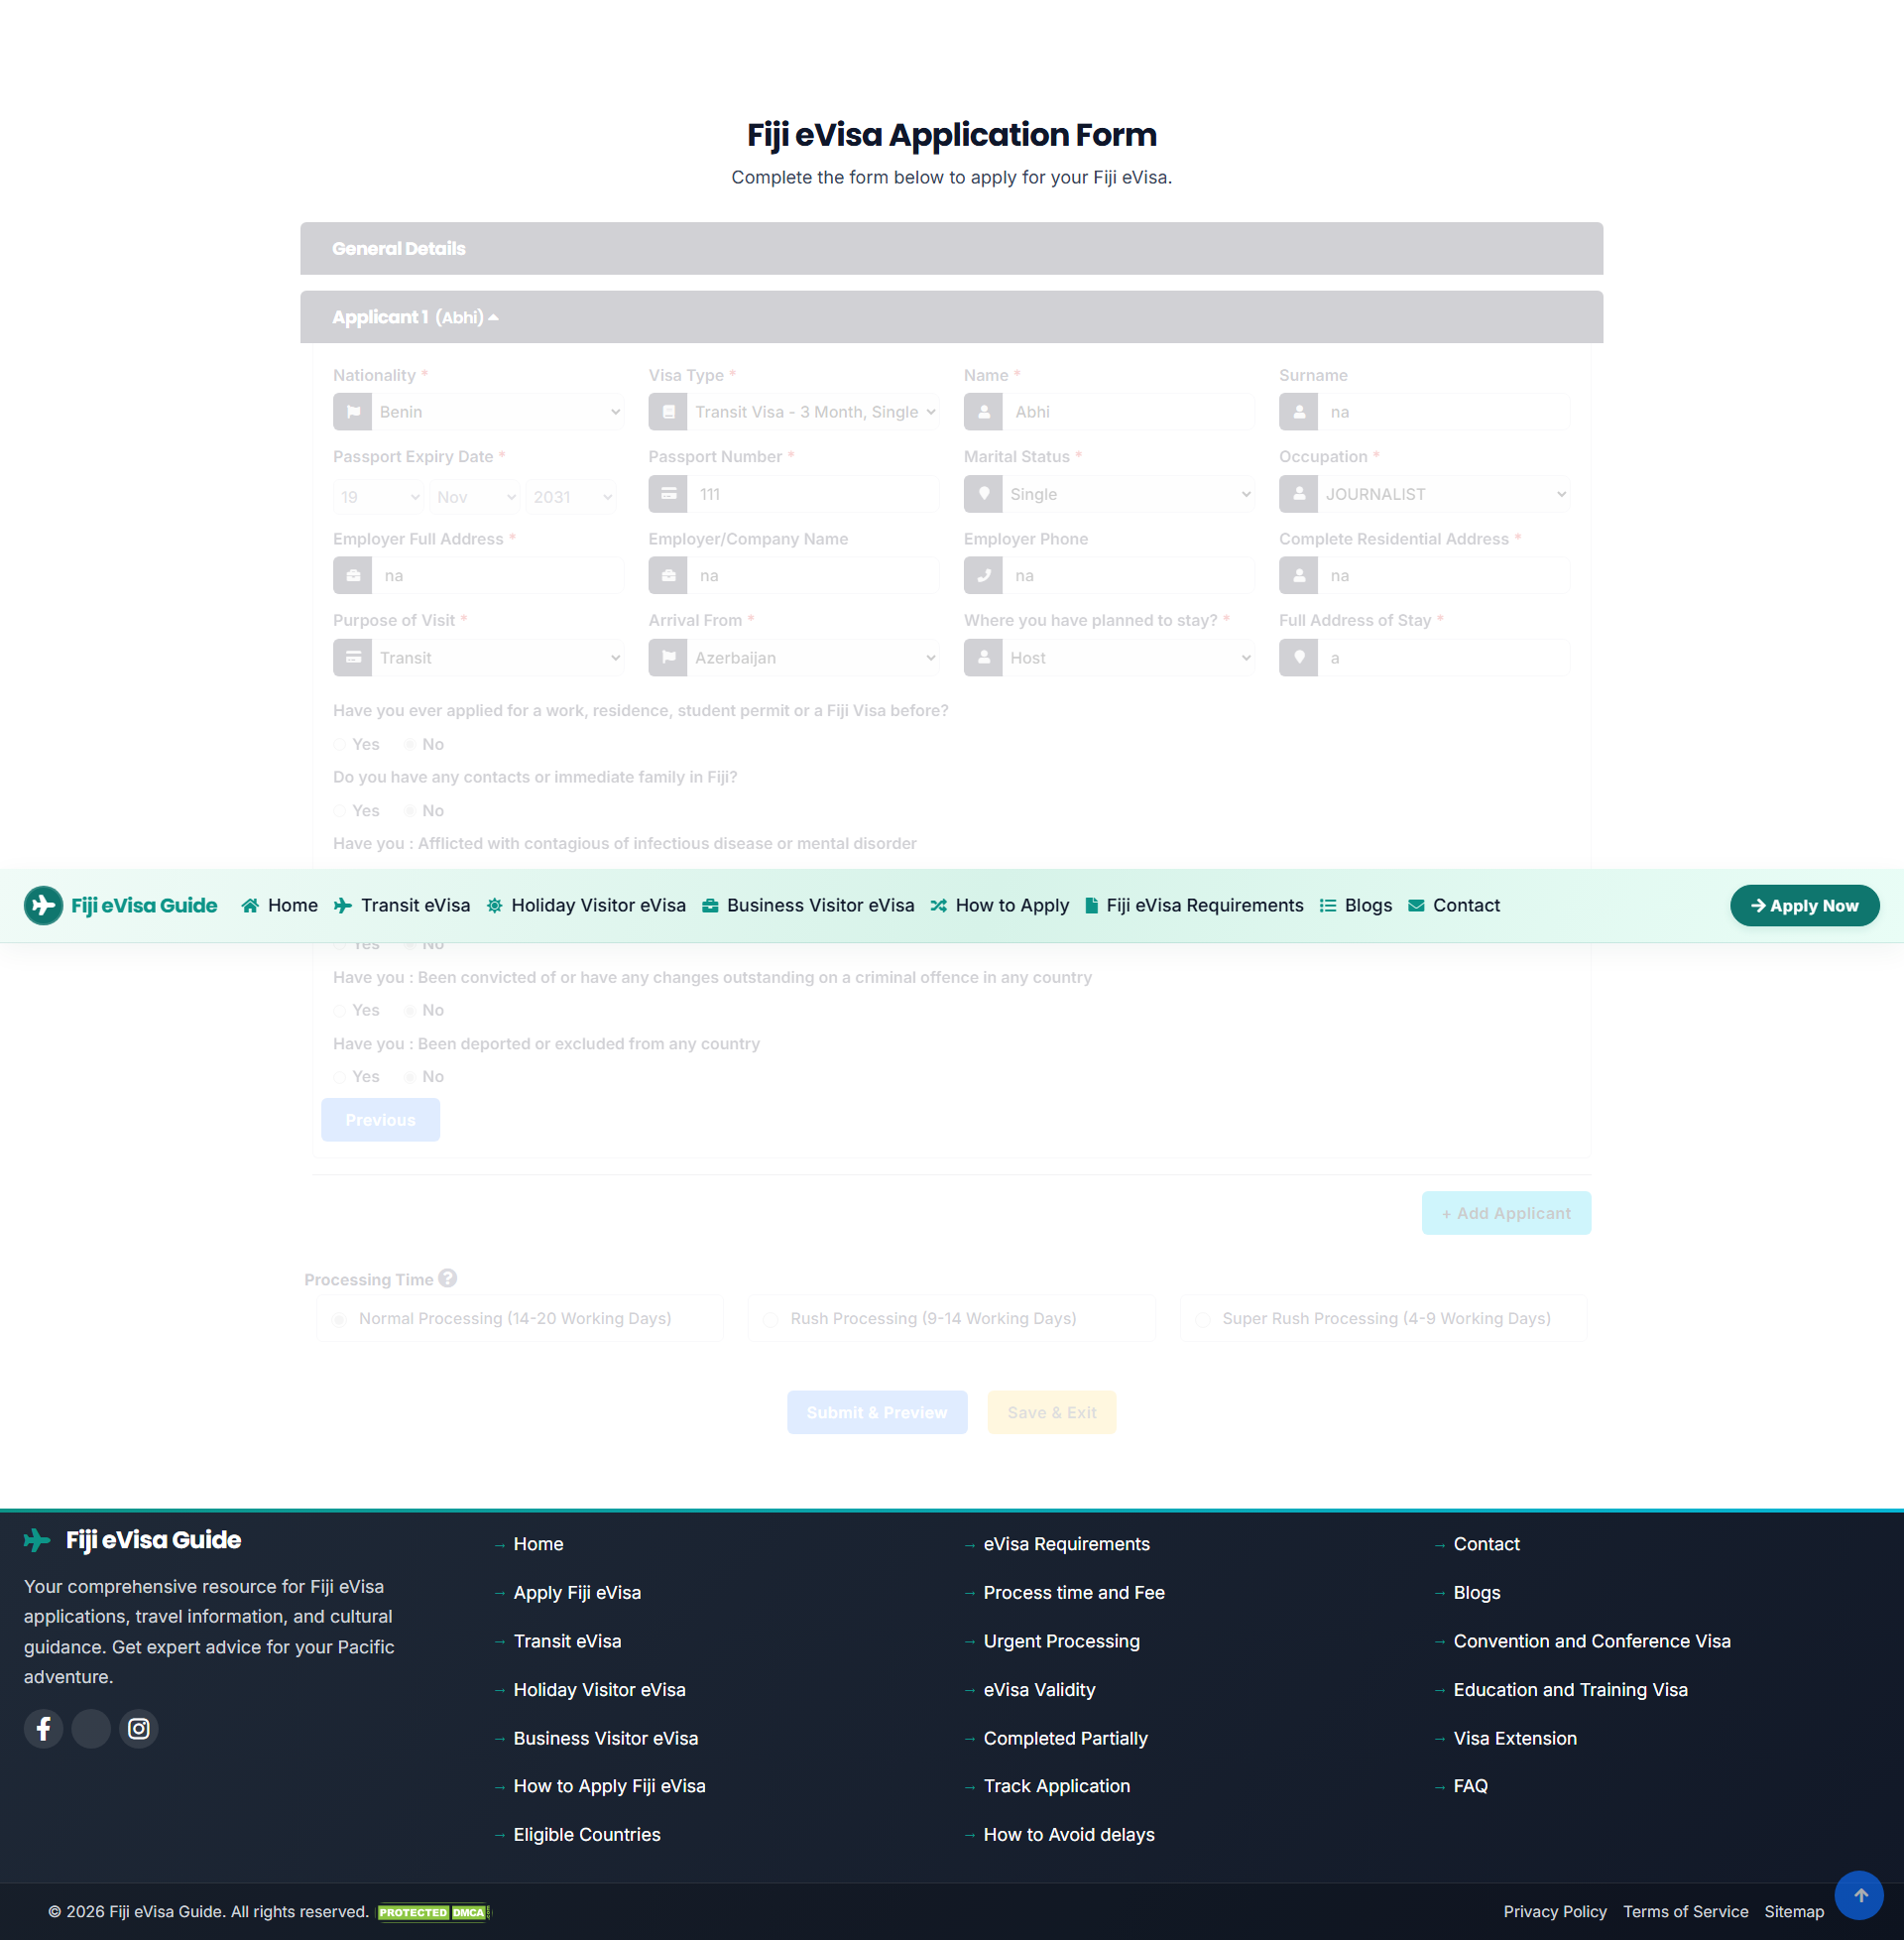 Fiji eVisa Application Form
Complete the form below to apply for your Fiji eVisa.
General Details
Applicant 1 (Abhi)
Nationality * Visa Type * Name * Surname
Benin Transit Visa - 3 Month, Single Abhi na
Passport Expiry Date * Passport Number * Marital Status * Occupation *
19 Nov 2031 111 Single JOURNALIST
Employer Full Address * Employer/Company Name Employer Phone Complete Residential Address *
na na na na
Purpose of Visit * Arrival From * Where you have planned to stay? * Full Address of Stay *
Transit Azerbaijan Host a
Have you ever applied for a work, residence, student permit or a Fiji Visa before?
Yes No
Do you have any contacts or immediate family in Fiji?
Yes No
Have you : Afflicted with contagious of infectious disease or mental disorder
Fiji eVisa Guide Home Transit eVisa Holiday Visitor eVisa Business Visitor eVisa How to Apply Fiji eVisa Requirements Blogs Contact Apply Now
Yes No
Have you : Been convicted of or have any changes outstanding on a criminal offence in any country
Yes No
Have you : Been deported or excluded from any country
Yes No
Previous
+ Add Applicant
Processing Time ?
Normal Processing (14-20 Working Days) Rush Processing (9-14 Working Days) Super Rush Processing (4-9 Working Days)
Submit & Preview Save & Exit
Fiji eVisa Guide
Your comprehensive resource for Fiji eVisa
applications, travel information, and cultural
guidance. Get expert advice for your Pacific
adventure.
→ Home
→ Apply Fiji eVisa
→ Transit eVisa
→ Holiday Visitor eVisa
→ Business Visitor eVisa
→ How to Apply Fiji eVisa
→ Eligible Countries
→ eVisa Requirements
→ Process time and Fee
→ Urgent Processing
→ eVisa Validity
→ Completed Partially
→ Track Application
→ How to Avoid delays
→ Contact
→ Blogs
→ Convention and Conference Visa
→ Education and Training Visa
→ Visa Extension
→ FAQ
© 2026 Fiji eVisa Guide. All rights reserved. PROTECTED DMCA
Privacy Policy Terms of Service Sitemap